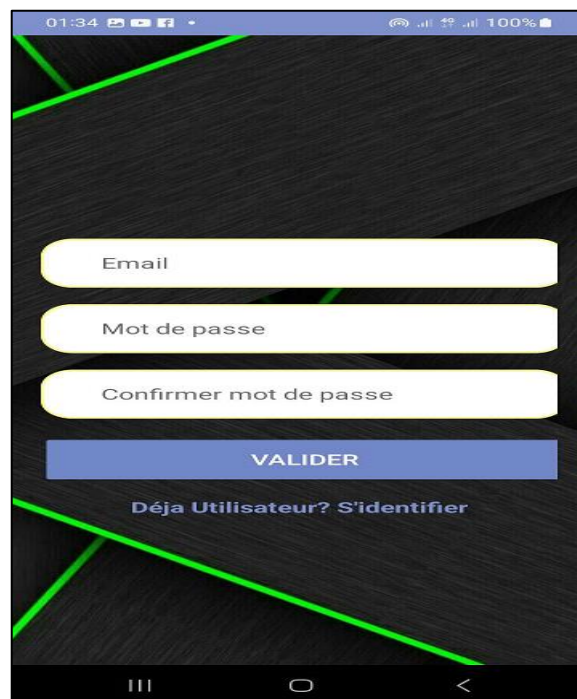 01:34 100%
Email
Mot de passe
Confirmer mot de passe
VALIDER
Déja Utilisateur? S'identifier